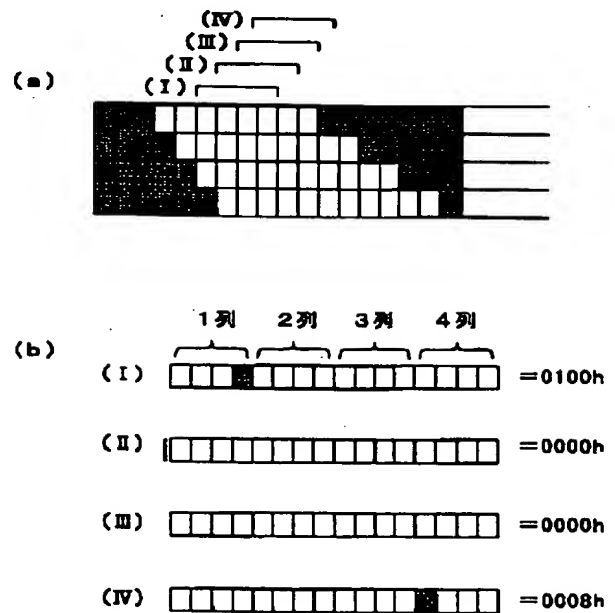 (Ⅳ)
(Ⅲ)
(Ⅱ)
(a)
(Ⅰ)
1列 2列 3列 4列
(b)
(Ⅰ) =0100h
(Ⅱ) =0000h
(Ⅲ) =0000h
(Ⅳ) =0008h